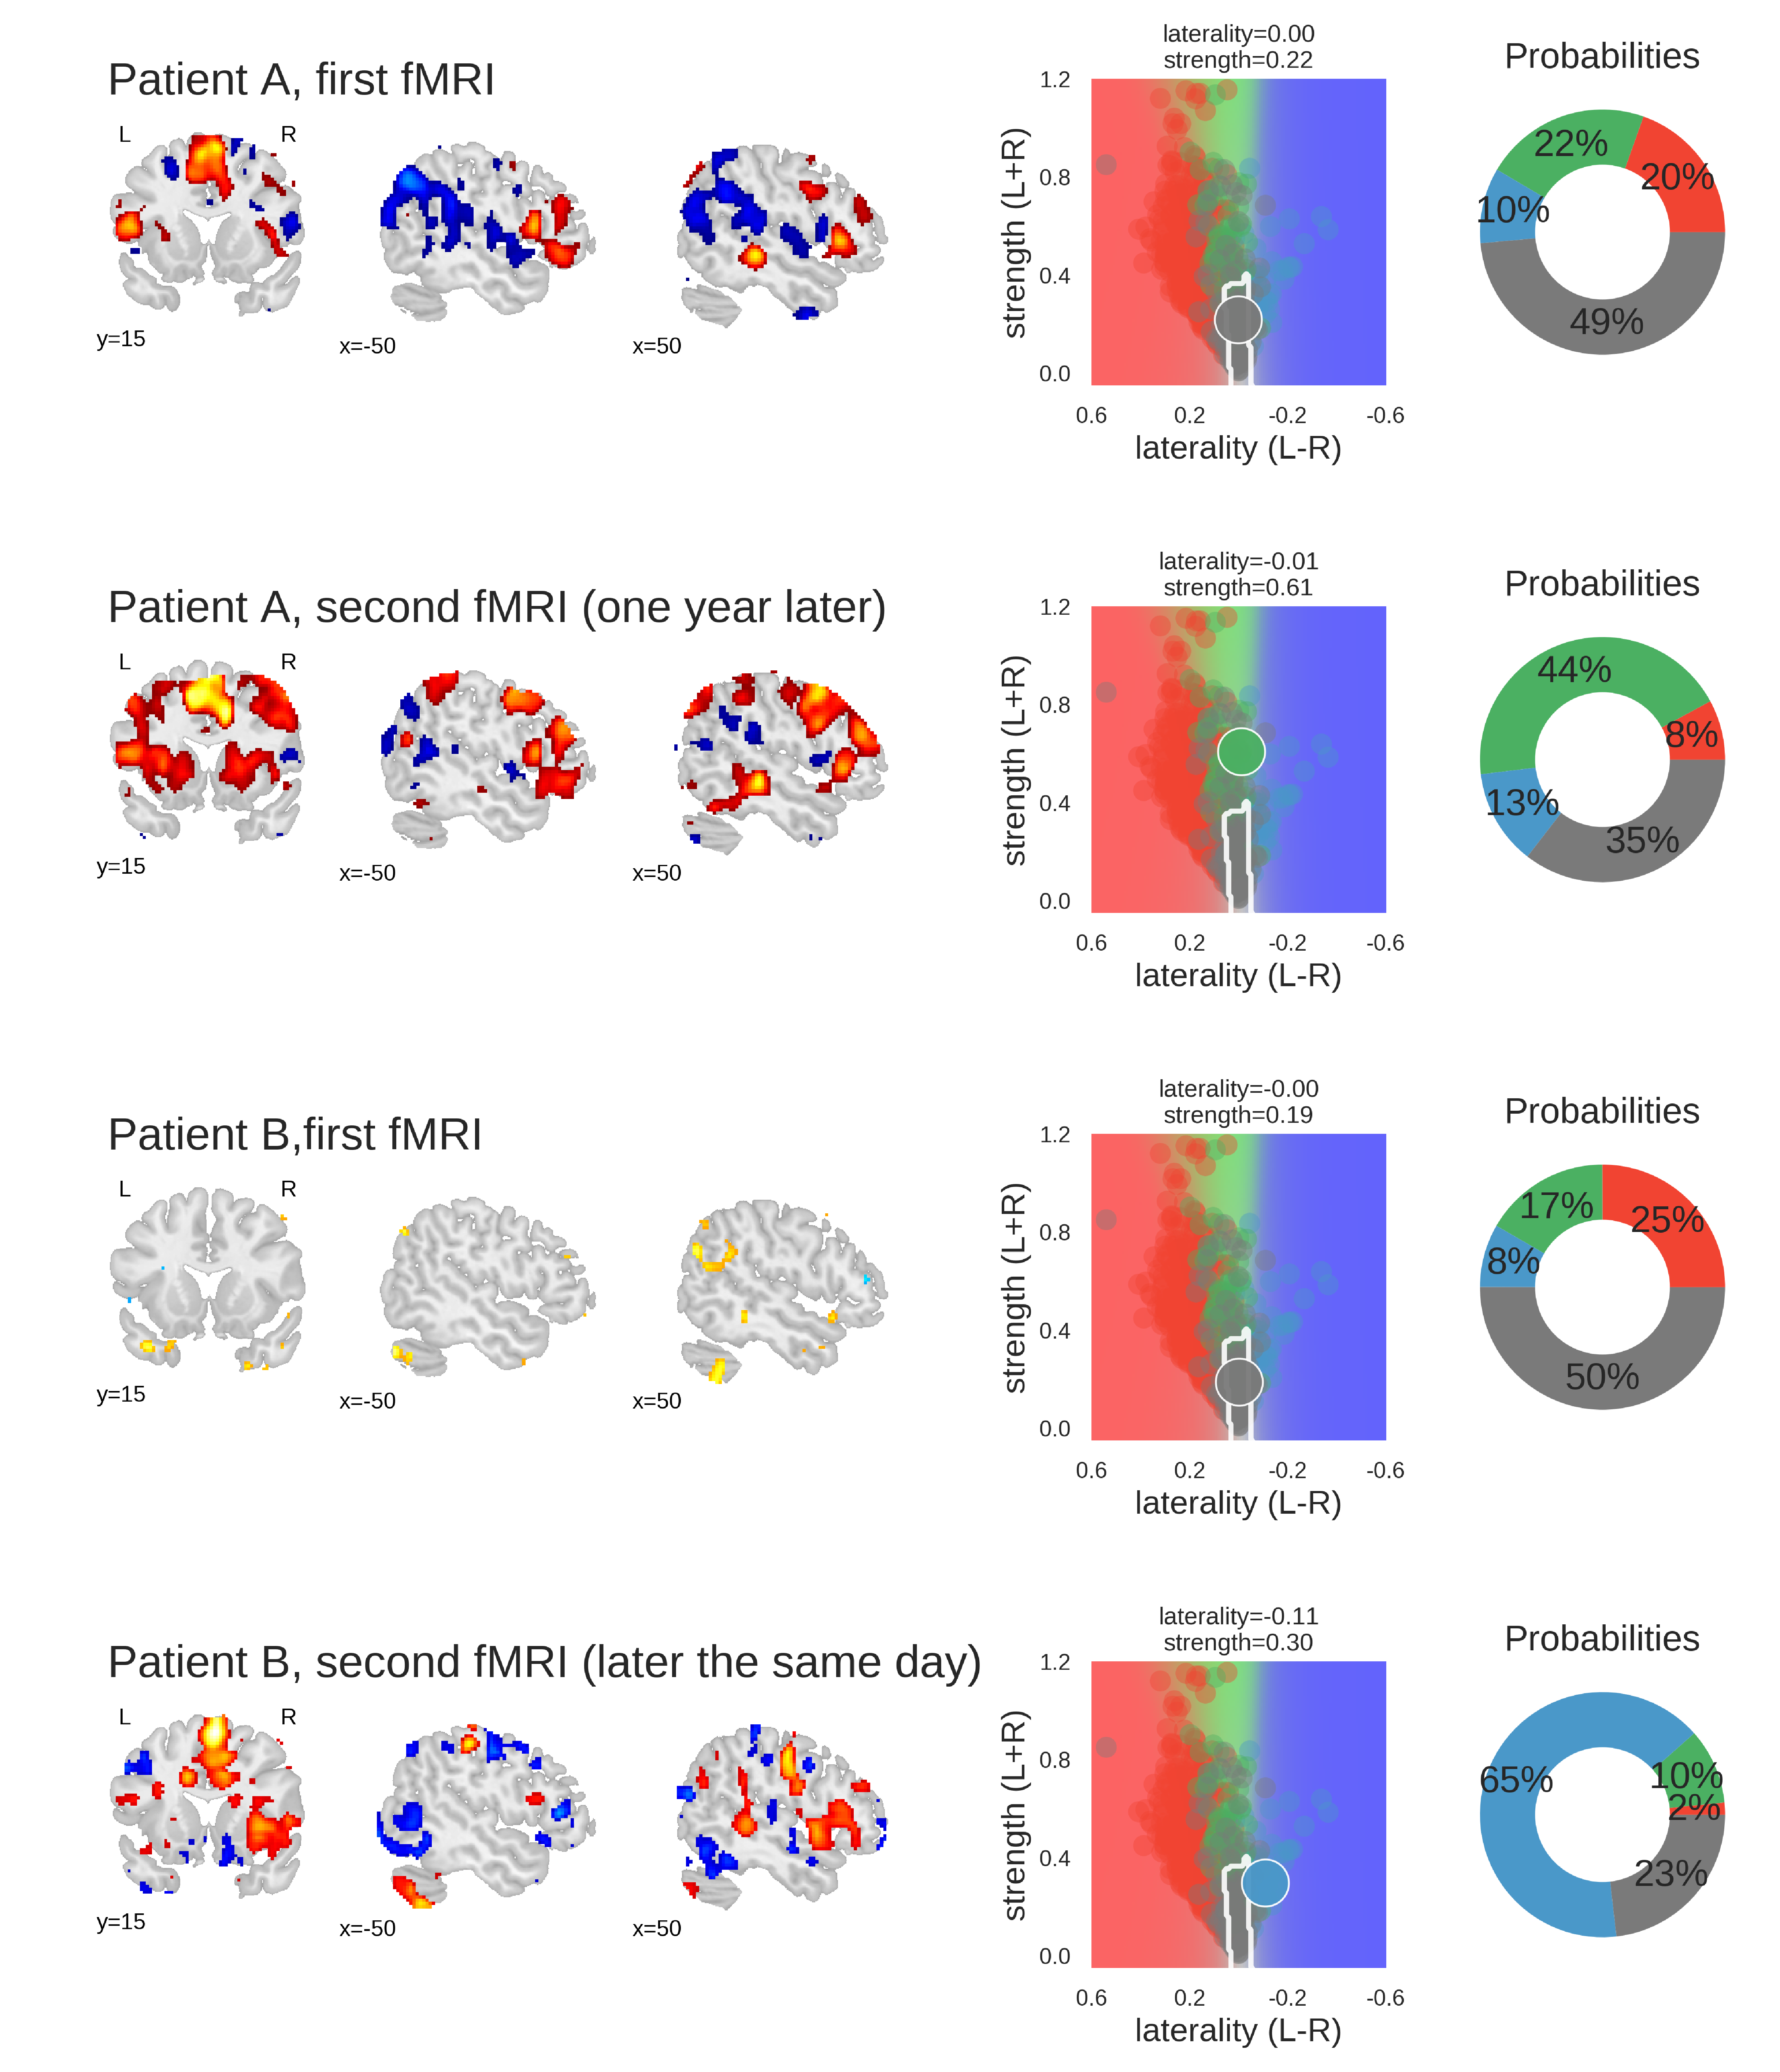 laterality=0.00
strength=0.22
Probabilities
Patient A, first fMRI
L R
y=15
x=-50
x=50
1.2
0.8
0.4
0.0
strength (L+R)
0.6 0.2 -0.2 -0.6
laterality (L-R)
22%
20%
10%
49%
laterality=-0.01
strength=0.61
Probabilities
Patient A, second fMRI (one year later)
L R
y=15
x=-50
x=50
1.2
0.8
0.4
0.0
strength (L+R)
0.6 0.2 -0.2 -0.6
laterality (L-R)
44%
8%
13%
35%
laterality=-0.00
strength=0.19
Probabilities
Patient B,first fMRI
L R
y=15
x=-50
x=50
1.2
0.8
0.4
0.0
strength (L+R)
0.6 0.2 -0.2 -0.6
laterality (L-R)
17%
25%
8%
50%
laterality=-0.11
strength=0.30
Probabilities
Patient B, second fMRI (later the same day)
L R
y=15
x=-50
x=50
1.2
0.8
0.4
0.0
strength (L+R)
0.6 0.2 -0.2 -0.6
laterality (L-R)
65%
10%
2%
23%